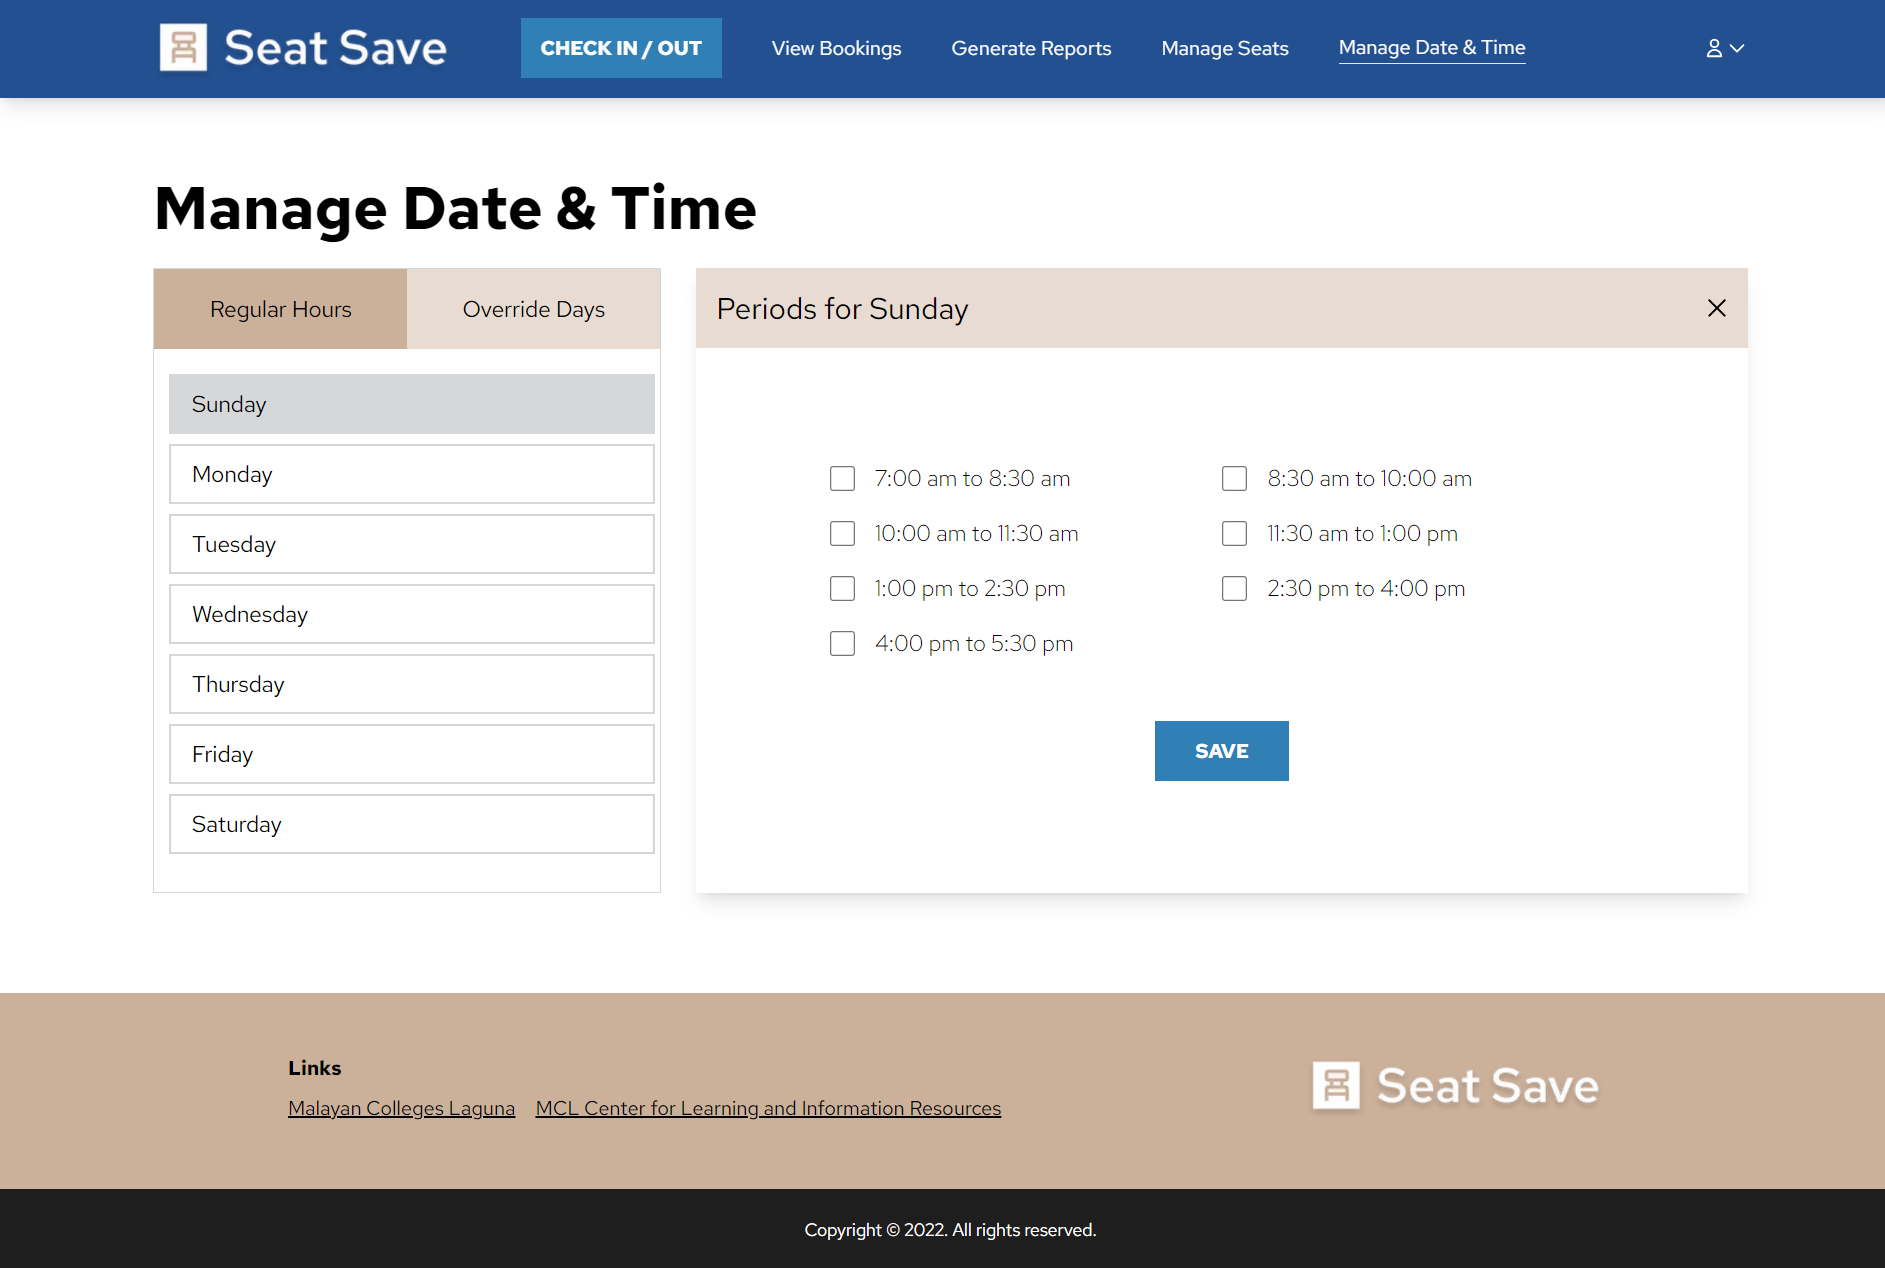 Seat Save
CHECK IN / OUT
View Bookings
Generate Reports
Manage Seats
Manage Date & Time
Manage Date & Time
Regular Hours
Override Days
Sunday
Monday
Tuesday
Wednesday
Thursday
Friday
Saturday
Periods for Sunday
7:00 am to 8:30 am
8:30 am to 10:00 am
10:00 am to 11:30 am
11:30 am to 1:00 pm
1:00 pm to 2:30 pm
2:30 pm to 4:00 pm
4:00 pm to 5:30 pm
SAVE
Links
Malayan Colleges Laguna
MCL Center for Learning and Information Resources
Seat Save
Copyright © 2022. All rights reserved.